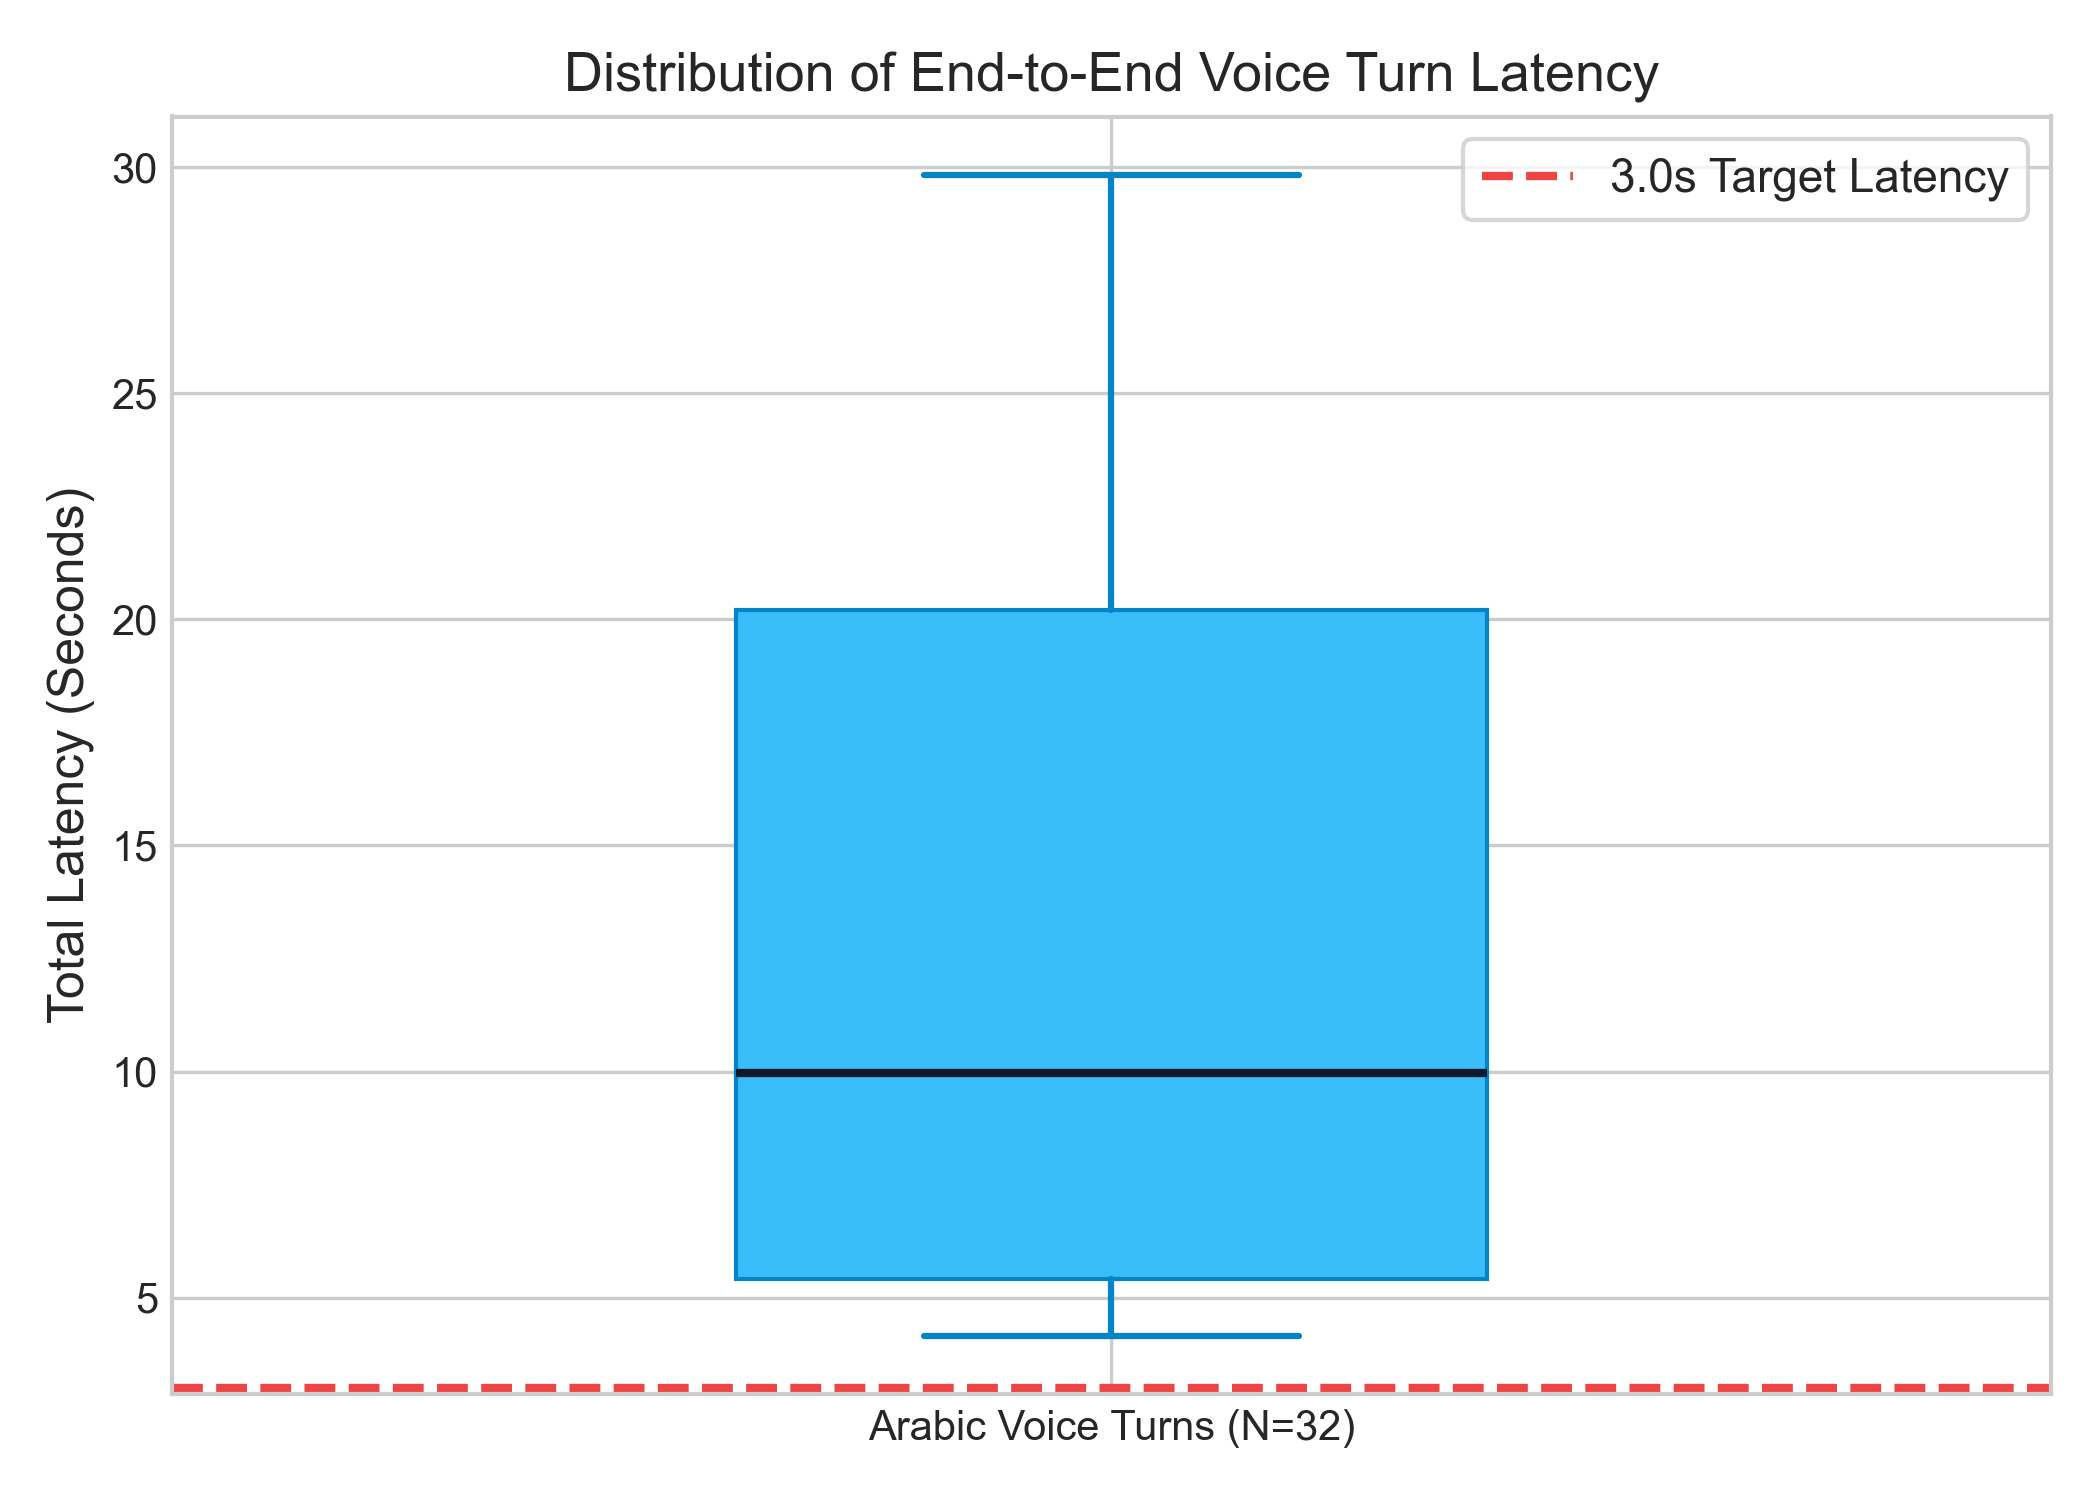 Distribution of End-to-End Voice Turn Latency
3.0s Target Latency
Total Latency (Seconds)
30
25
20
15
10
5
Arabic Voice Turns (N=32)